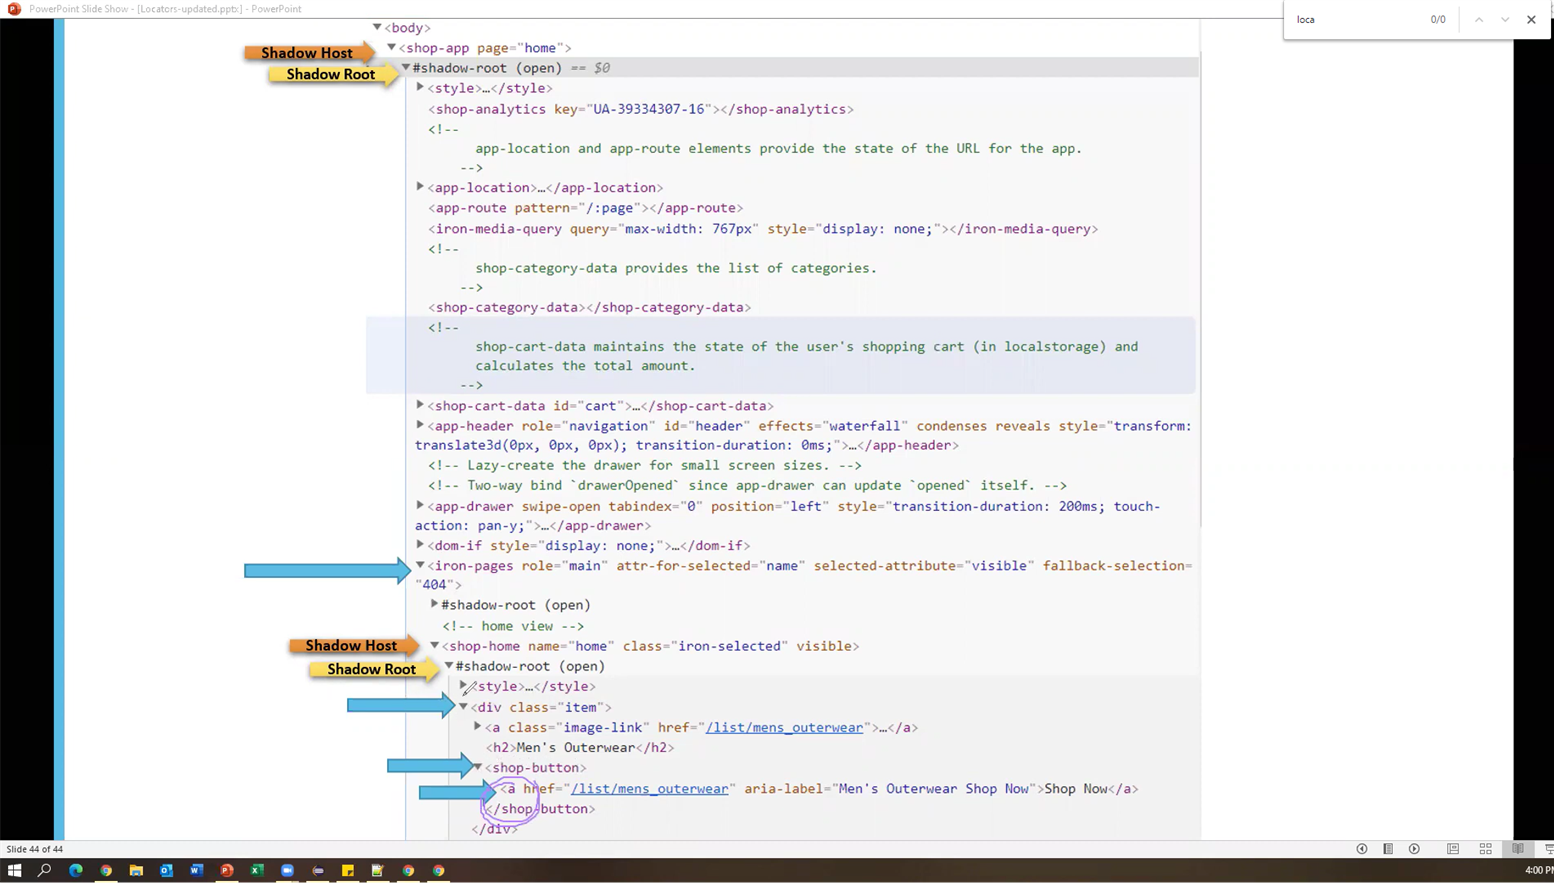 PowerPoint Slide Show - [Locators-updated.pptx:] - PowerPoint
loca 0/0
<body>
Shadow Host <shop-app page="home">
Shadow Root #shadow-root (open) == $0
<style>…</style>
<shop-analytics key="UA-39334307-16"></shop-analytics>
<!--
app-location and app-route elements provide the state of the URL for the app.
-->
<app-location>…</app-location>
<app-route pattern="/:page"></app-route>
<iron-media-query query="max-width: 767px" style="display: none;"></iron-media-query>
<!--
shop-category-data provides the list of categories.
-->
<shop-category-data></shop-category-data>
<!--
shop-cart-data maintains the state of the user's shopping cart (in localstorage) and
calculates the total amount.
-->
<shop-cart-data id="cart">…</shop-cart-data>
<app-header role="navigation" id="header" effects="waterfall" condenses reveals style="transform:
translate3d(0px, 0px, 0px); transition-duration: 0ms;">…</app-header>
<!-- Lazy-create the drawer for small screen sizes. -->
<!-- Two-way bind `drawerOpened` since app-drawer can update `opened` itself. -->
<app-drawer swipe-open tabindex="0" position="left" style="transition-duration: 200ms; touch-
action: pan-y;">…</app-drawer>
<dom-if style="display: none;">…</dom-if>
<iron-pages role="main" attr-for-selected="name" selected-attribute="visible" fallback-selection=
"404">
#shadow-root (open)
<!-- home view -->
Shadow Host <shop-home name="home" class="iron-selected" visible>
Shadow Root #shadow-root (open)
<style>…</style>
<div class="item">
<a class="image-link" href="/list/mens_outerwear">…</a>
<h2>Men's Outerwear</h2>
<shop-button>
<a href="/list/mens_outerwear" aria-label="Men's Outerwear Shop Now">Shop Now</a>
</shop-button>
</div>
Slide 44 of 44
4:00 PM